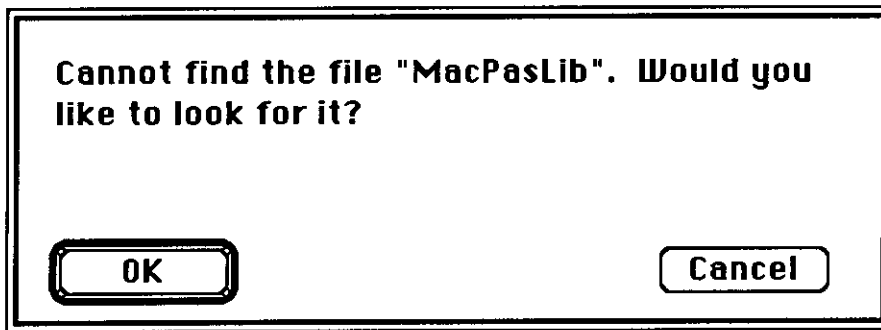 Cannot find the file "MacPasLib".  Would you
like to look for it?
OK
Cancel